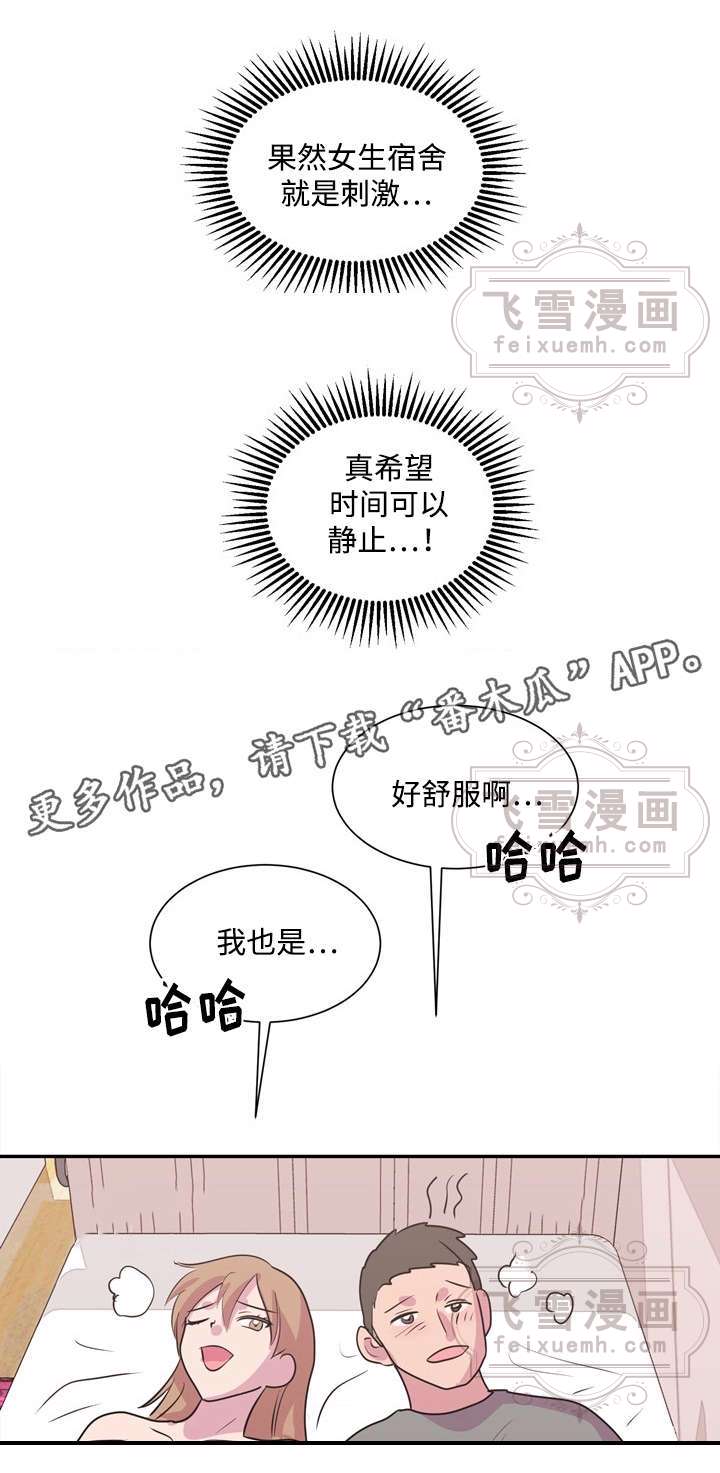 果然女生宿舍
就是刺激...
飞雪漫画
feixuemh.com
真希望
时间可以
静止...!
更多作品，请下载“番木瓜”APP。
好舒服啊...
飞雪漫画
feixuemh.com
哈哈
我也是...
哈哈
飞雪漫画
feixuemh.com